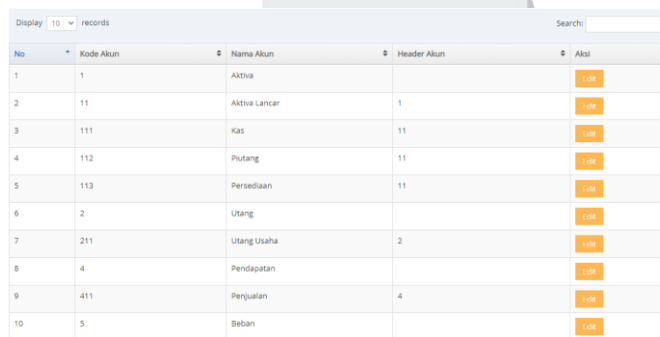 Display 10 records Search:
No Kode Akun Nama Akun Header Akun Aksi
1 1 Aktiva Edit
2 11 Aktiva Lancar 1 Edit
3 111 Kas 11 Edit
4 112 Piutang 11 Edit
5 113 Persediaan 11 Edit
6 2 Utang Edit
7 211 Utang Usaha 2 Edit
8 4 Pendapatan Edit
9 411 Penjualan 4 Edit
10 5 Beban Edit